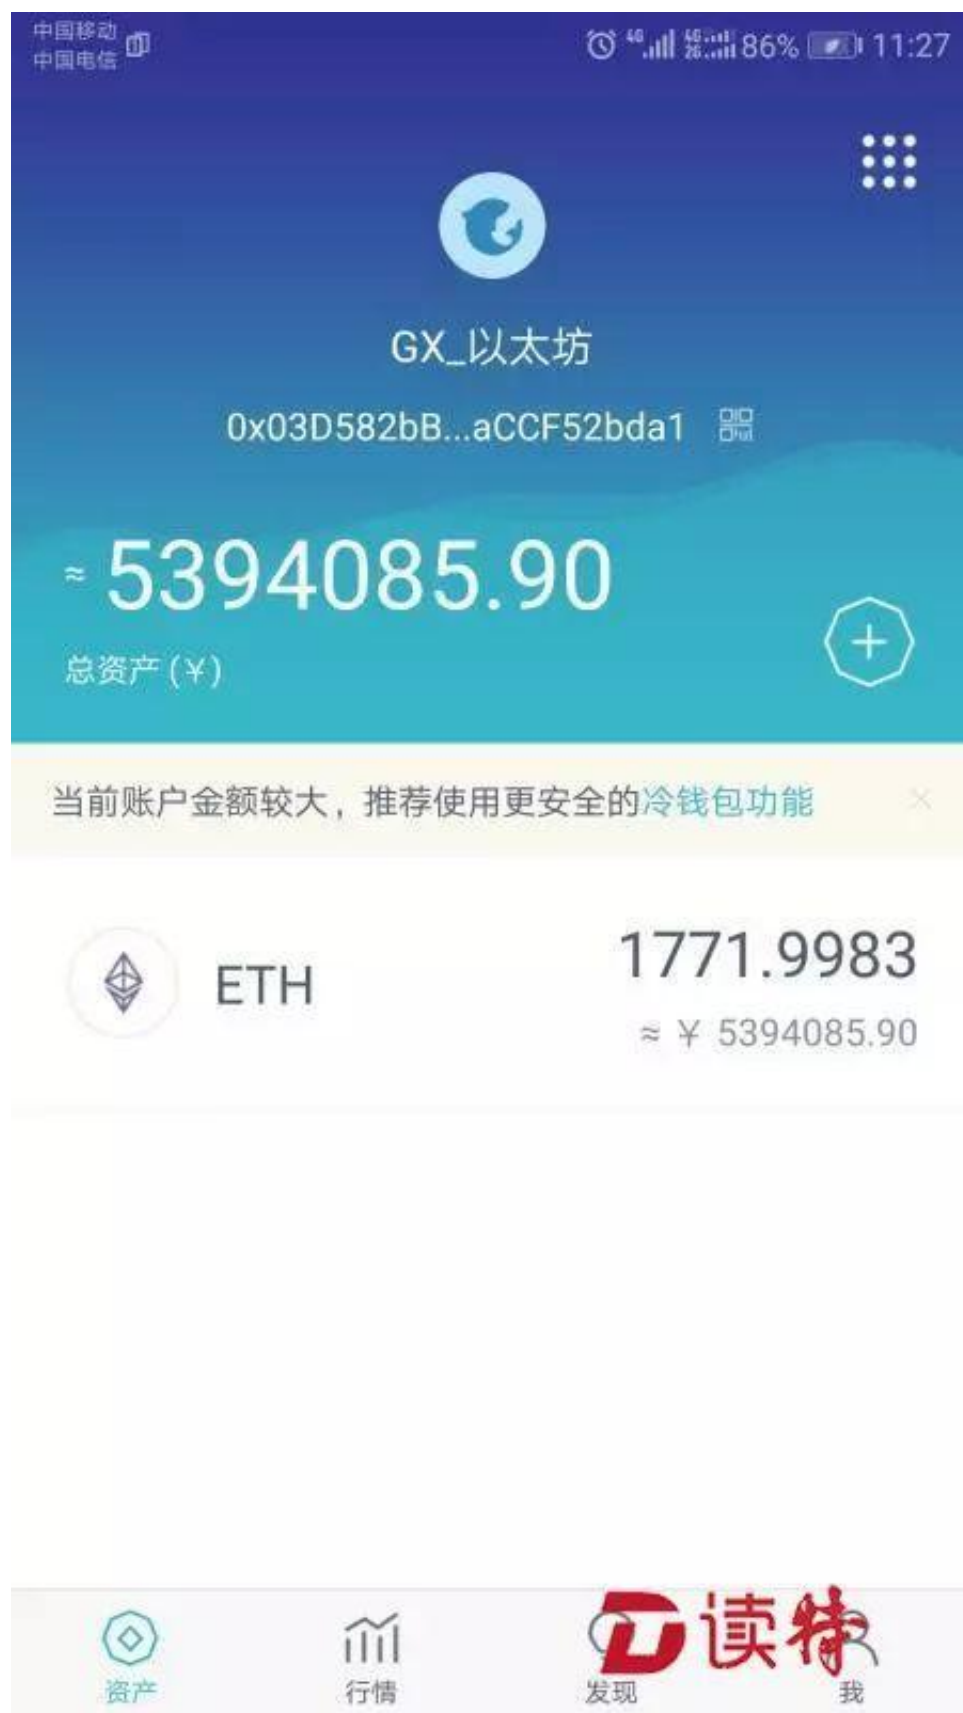 中国移动
中国电信
4G 4G 2G 86% 11:27
GX_以太坊
0x03D582bB...aCCF52bda1
≈ 5394085.90
总资产 (¥)
当前账户金额较大，推荐使用更安全的冷钱包功能
ETH
1771.9983
≈ ¥ 5394085.90
读特
资产 行情 发现 我